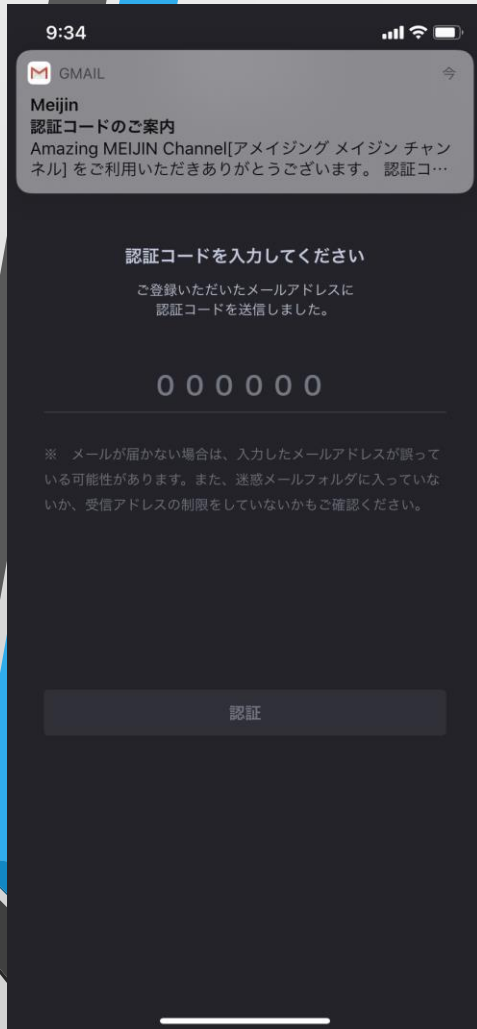 9:34
GMAIL 今
Meijin
認証コードのご案内
Amazing MEIJIN Channel[アメイジング メイジン チャン
ネル] をご利用いただきありがとうございます。 認証コ…
認証コードを入力してください
ご登録いただいたメールアドレスに
認証コードを送信しました。
000000
※ メールが届かない場合は、入力したメールアドレスが誤って
いる可能性があります。また、迷惑メールフォルダに入っていな
いか、受信アドレスの制限をしていないかもご確認ください。
認証